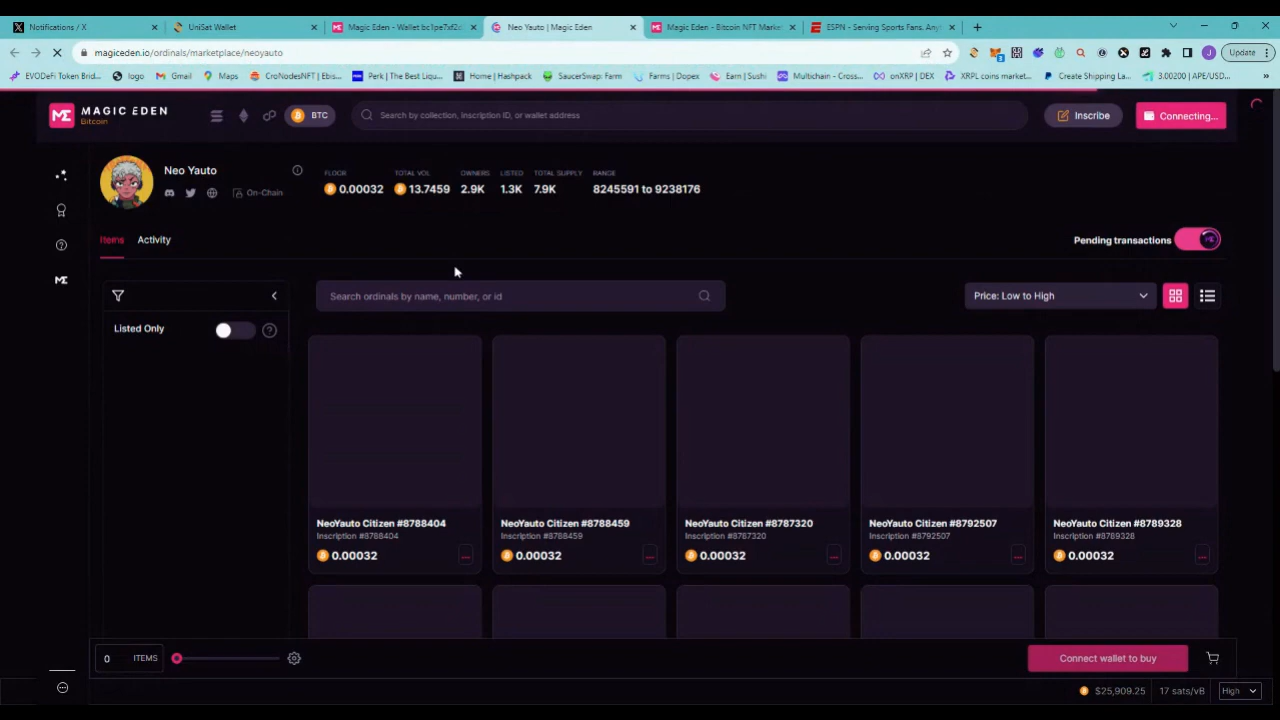 Notifications / X
UniSat Wallet
Magic Eden - Wallet bc1pe7xf2
Neo Yauto | Magic Eden
Magic Eden - Bitcoin NFT Mark
ESPN - Serving Sports Fans. Any
magiceden.io/ordinals/marketplace/neoyauto
J
Update
EVODeFi Token Brid...
logo
Gmail
Maps
CroNodesNFT | Ebis...
Perk | The Best Liqu...
Home | Hashpack
SaucerSwap: Farm
Farms | Dopex
Earn | Sushi
Multichain - Cross...
onXRP | DEX
XRPL coins market...
Create Shipping La...
3.00200 | APE/USD...
ME
MAGIC EDEN
Bitcoin
BTC
Search by collection, inscription ID, or wallet address
Inscribe
Connecting...
Neo Yauto
On-Chain
FLOOR
0.00032
TOTAL VOL
13.7459
OWNERS
2.9K
LISTED
1.3K
TOTAL SUPPLY
7.9K
RANGE
8245591 to 9238176
Items
Activity
Pending transactions
ME
Listed Only
Search ordinals by name, number, or id
Price: Low to High
NeoYauto Citizen #8788404
Inscription #8788404
0.00032
NeoYauto Citizen #8788459
Inscription #8788459
0.00032
NeoYauto Citizen #8787320
Inscription #8787320
0.00032
NeoYauto Citizen #8792507
Inscription #8792507
0.00032
NeoYauto Citizen #8789328
Inscription #8789328
0.00032
0 ITEMS
Connect wallet to buy
$25,909.25
17 sats/vB
High